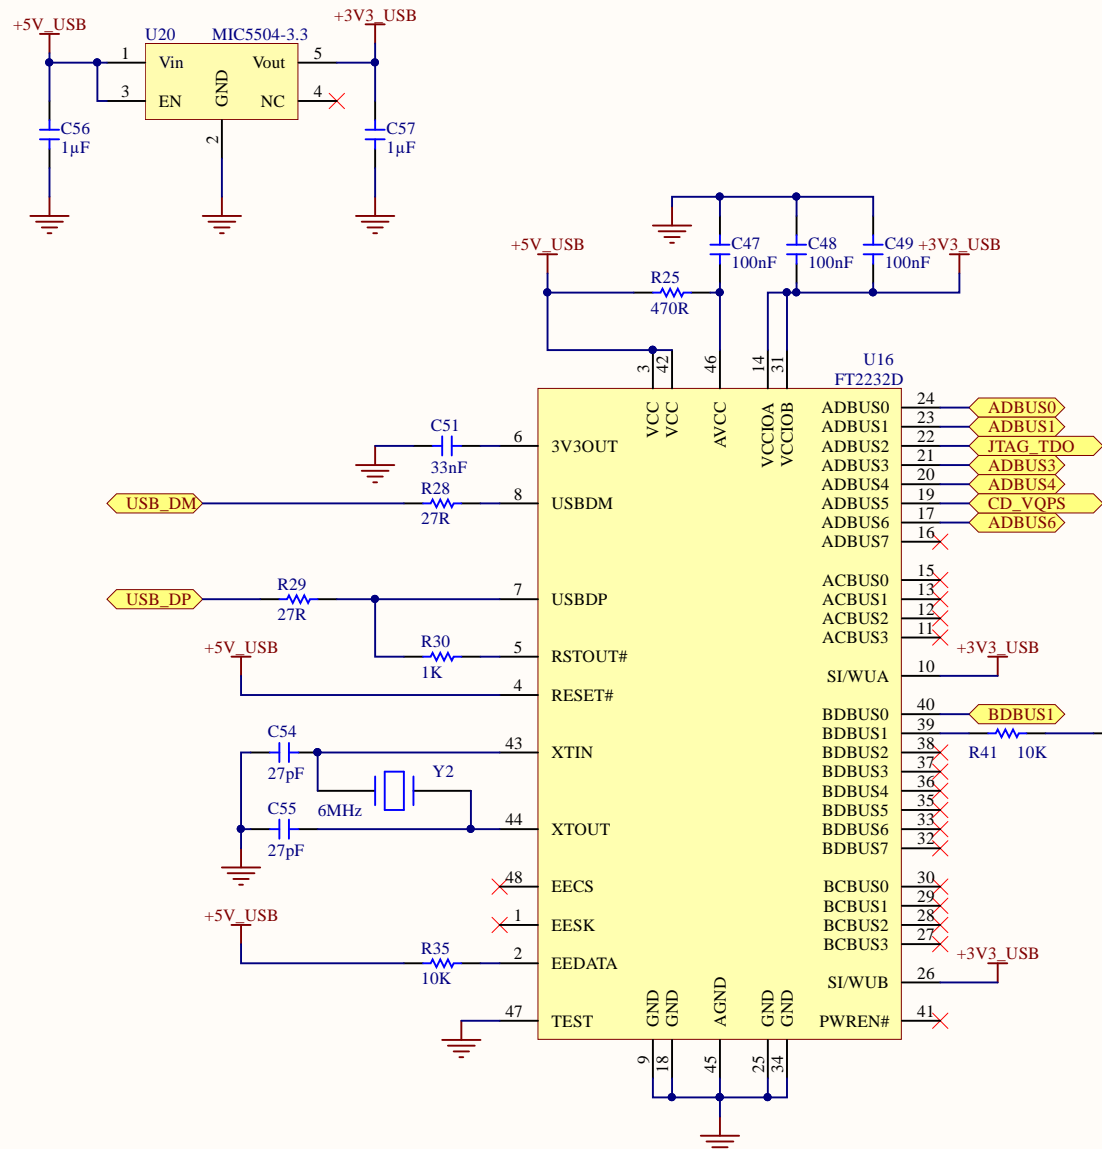 +5V_USB
+3V3_USB
U20 MIC5504-3.3
1 Vin Vout 5
3 EN GND NC 4
2
C56
1µF
C57
1µF
+5V_USB
C47
100nF
C48
100nF
C49
100nF
+3V3_USB
R25
470R
3 42 46 14 31
U16
FT2232D
VCC VCC AVCC VCCIOA VCCIOB
C51
33nF
6 3V3OUT
USB_DM
R28
27R
8 USBDM
USB_DP
R29
27R
7 USBDP
R30
1K
5 RSTOUT#
+5V_USB
4 RESET#
C54
27pF
43 XTIN
Y2
6MHz
C55
27pF
44 XTOUT
48 EECS
1 EESK
+5V_USB
R35
10K
2 EEDATA
47 TEST
ADBUS0 24 ADBUS0
ADBUS1 23 ADBUS1
ADBUS2 22 JTAG_TDO
ADBUS3 21 ADBUS3
ADBUS4 20 ADBUS4
ADBUS5 19 CD_VQPS
ADBUS6 17 ADBUS6
ADBUS7 16
ACBUS0 15
ACBUS1 13
ACBUS2 12
ACBUS3 11
+3V3_USB
SI/WUA 10
BDBUS0 40 BDBUS1
BDBUS1 39
R41 10K
BDBUS2 38
BDBUS3 37
BDBUS4 36
BDBUS5 35
BDBUS6 33
BDBUS7 32
BCBUS0 30
BCBUS1 29
BCBUS2 28
BCBUS3 27
+3V3_USB
SI/WUB 26
PWREN# 41
GND GND AGND GND GND
9 18 45 25 34